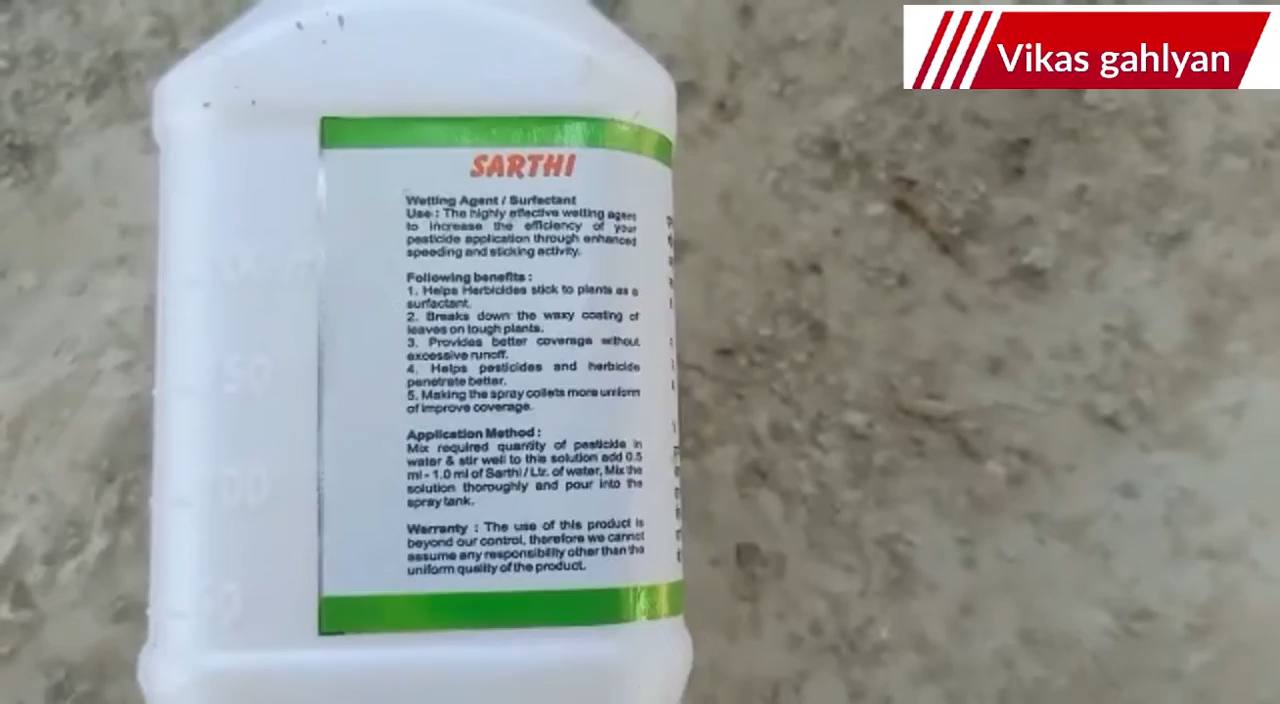 Vikas gahlyan
SARTHI
Wetting Agent / Surfectant
Use : The highly effective wetting agent
to increase the efficiency of your
pesticide application through enhanced
speeding and sticking activity.
Following benefits :
1. Helps Herbicides stick to plants as a
surfactant.
2. Breaks down the waxy coating of
leaves on tough plants.
3. Provides better coverage without
excessive runoff.
4. Helps pesticides and herbicide
penetrate better.
5. Making the spray collets more uniform
of improve coverage.
Application Method :
Mix required quantity of pesticide in
water & stir well to this solution add 0.5
ml - 1.0 ml of Sarthi / Ltr. of water, Mix the
solution thoroughly and pour into the
spray tank.
Warranty : The use of this product is
beyond our control, therefore we cannot
assume any responsibility other than the
uniform quality of the product.
50